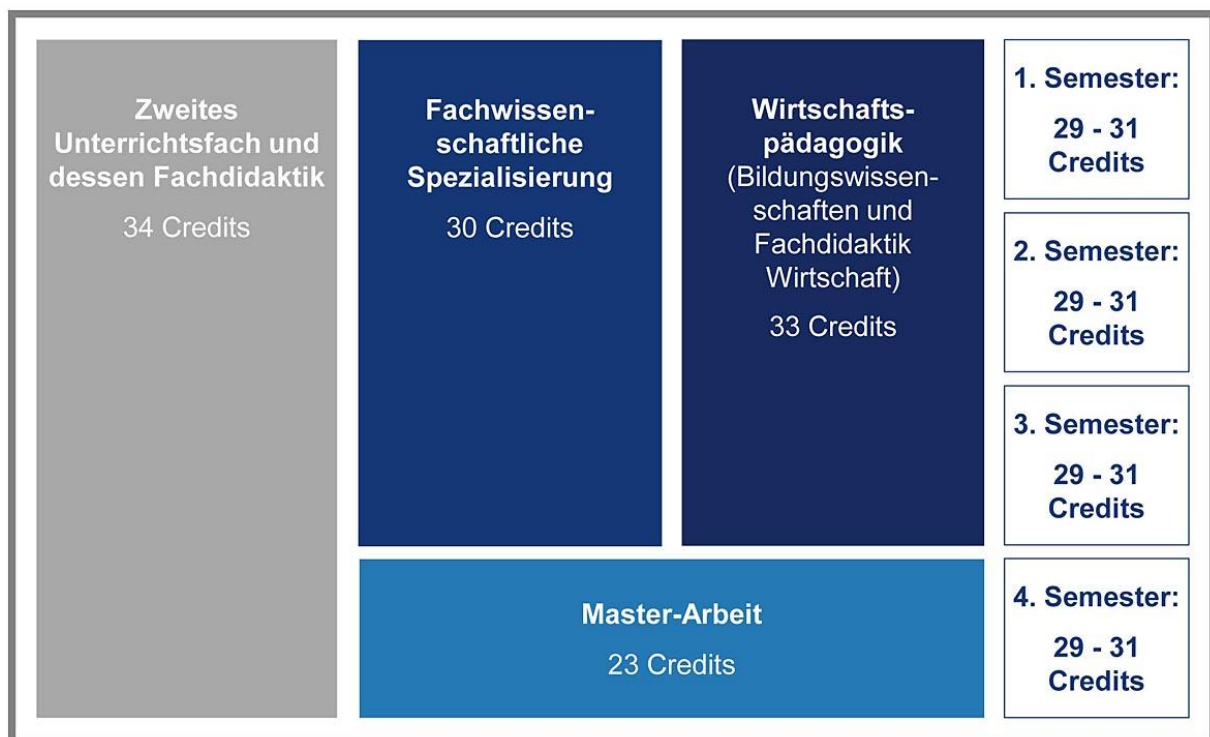 Zweites
Unterrichtsfach und
dessen Fachdidaktik
34 Credits
Fachwissen-
schaftliche
Spezialisierung
30 Credits
Wirtschafts-
pädagogik
(Bildungswissen-
schaften und
Fachdidaktik
Wirtschaft)
33 Credits
Master-Arbeit
23 Credits
1. Semester:
29 - 31
Credits
2. Semester:
29 - 31
Credits
3. Semester:
29 - 31
Credits
4. Semester:
29 - 31
Credits